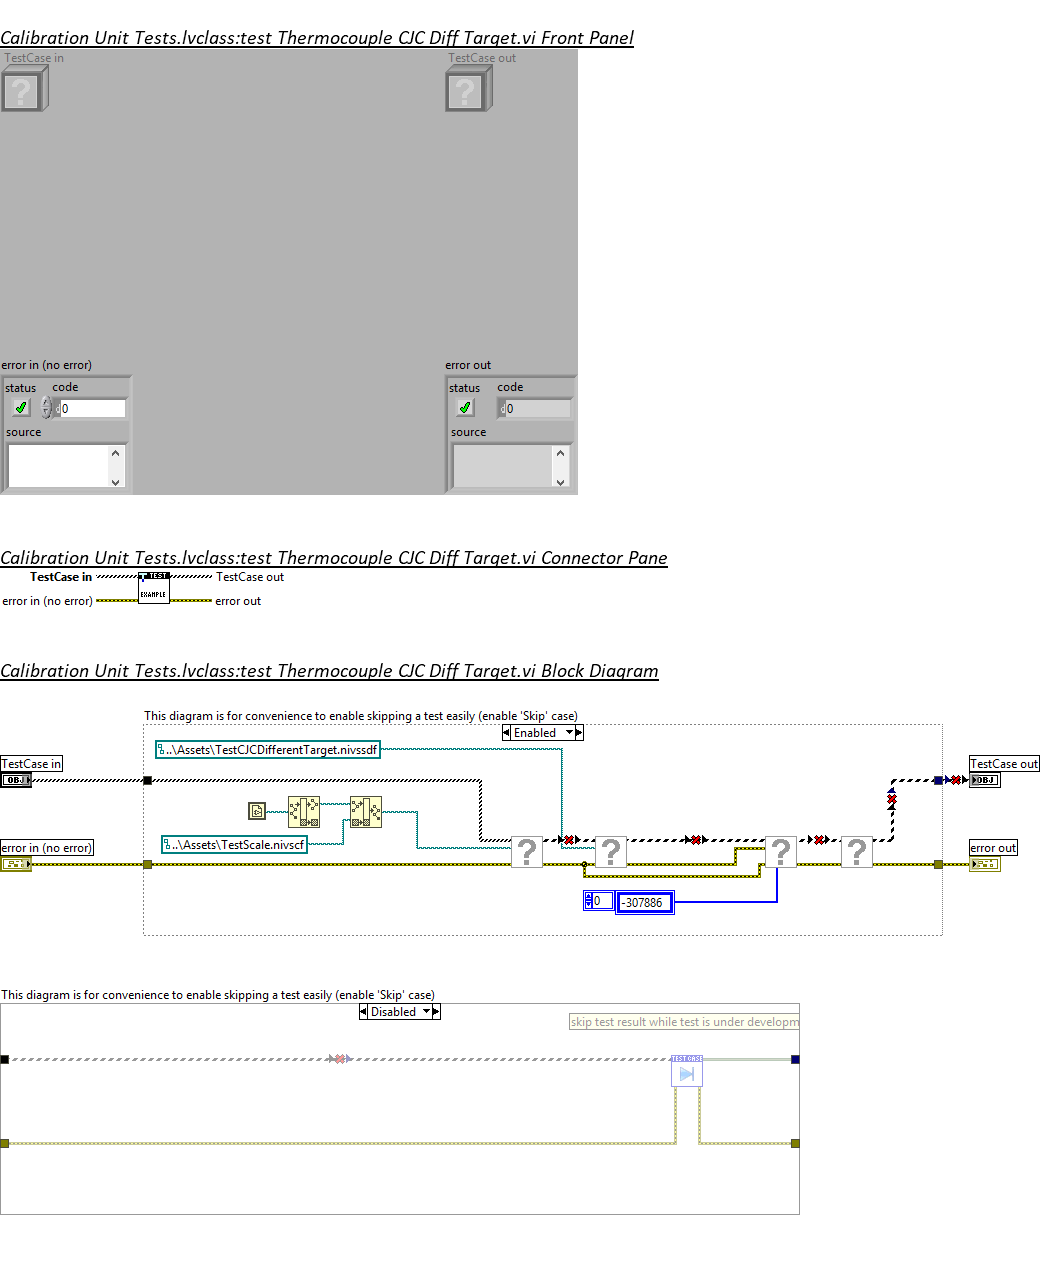 Calibration Unit Tests.lvclass:test Thermocouple CJC Diff Target.vi Front Panel
TestCase in
TestCase out
?
?
error in (no error)
error out
status
code
status
code
0
d0
source
source
Calibration Unit Tests.lvclass:test Thermocouple CJC Diff Target.vi Connector Pane
TestCase in
TEST
TestCase out
error in (no error)
EXAMPLE
error out
Calibration Unit Tests.lvclass:test Thermocouple CJC Diff Target.vi Block Diagram
This diagram is for convenience to enable skipping a test easily (enable 'Skip' case)
Enabled
..\Assets\TestCJCDifferentTarget.nivssdf
TestCase in
TestCase out
OBJ
OBJ
..\Assets\TestScale.nivscf
error in (no error)
error out
? ? ? ?
0
-307886
This diagram is for convenience to enable skipping a test easily (enable 'Skip' case)
Disabled
skip test result while test is under developm
TEST CASE